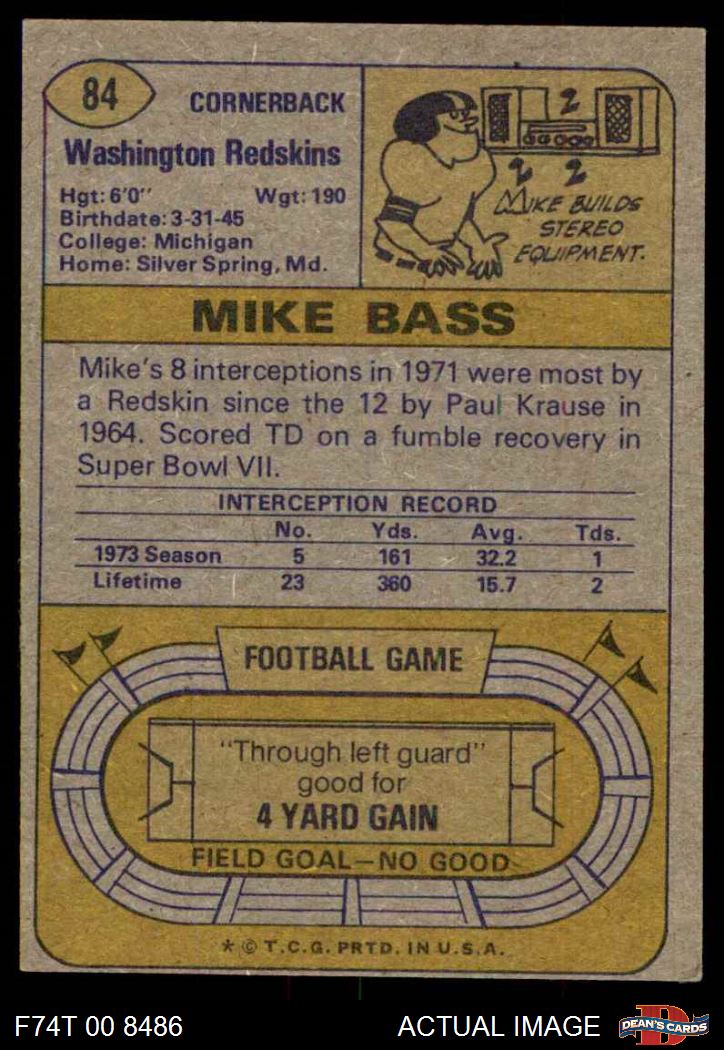 84
CORNERBACK
Washington Redskins
Hgt: 6'0" Wgt: 190
Birthdate: 3-31-45
College: Michigan
Home: Silver Spring, Md.
MIKE BUILDS
STEREO
EQUIPMENT.
MIKE BASS
Mike's 8 interceptions in 1971 were most by
a Redskin since the 12 by Paul Krause in
1964. Scored TD on a fumble recovery in
Super Bowl VII.
INTERCEPTION RECORD
No. Yds. Avg. Tds.
1973 Season 5 161 32.2 1
Lifetime 23 360 15.7 2
FOOTBALL GAME
"Through left guard"
good for
4 YARD GAIN
FIELD GOAL—NO GOOD
* © T.C.G. PRTD. IN U.S.A.
F74T 00 8486 ACTUAL IMAGE
D
DEAN'S CARDS